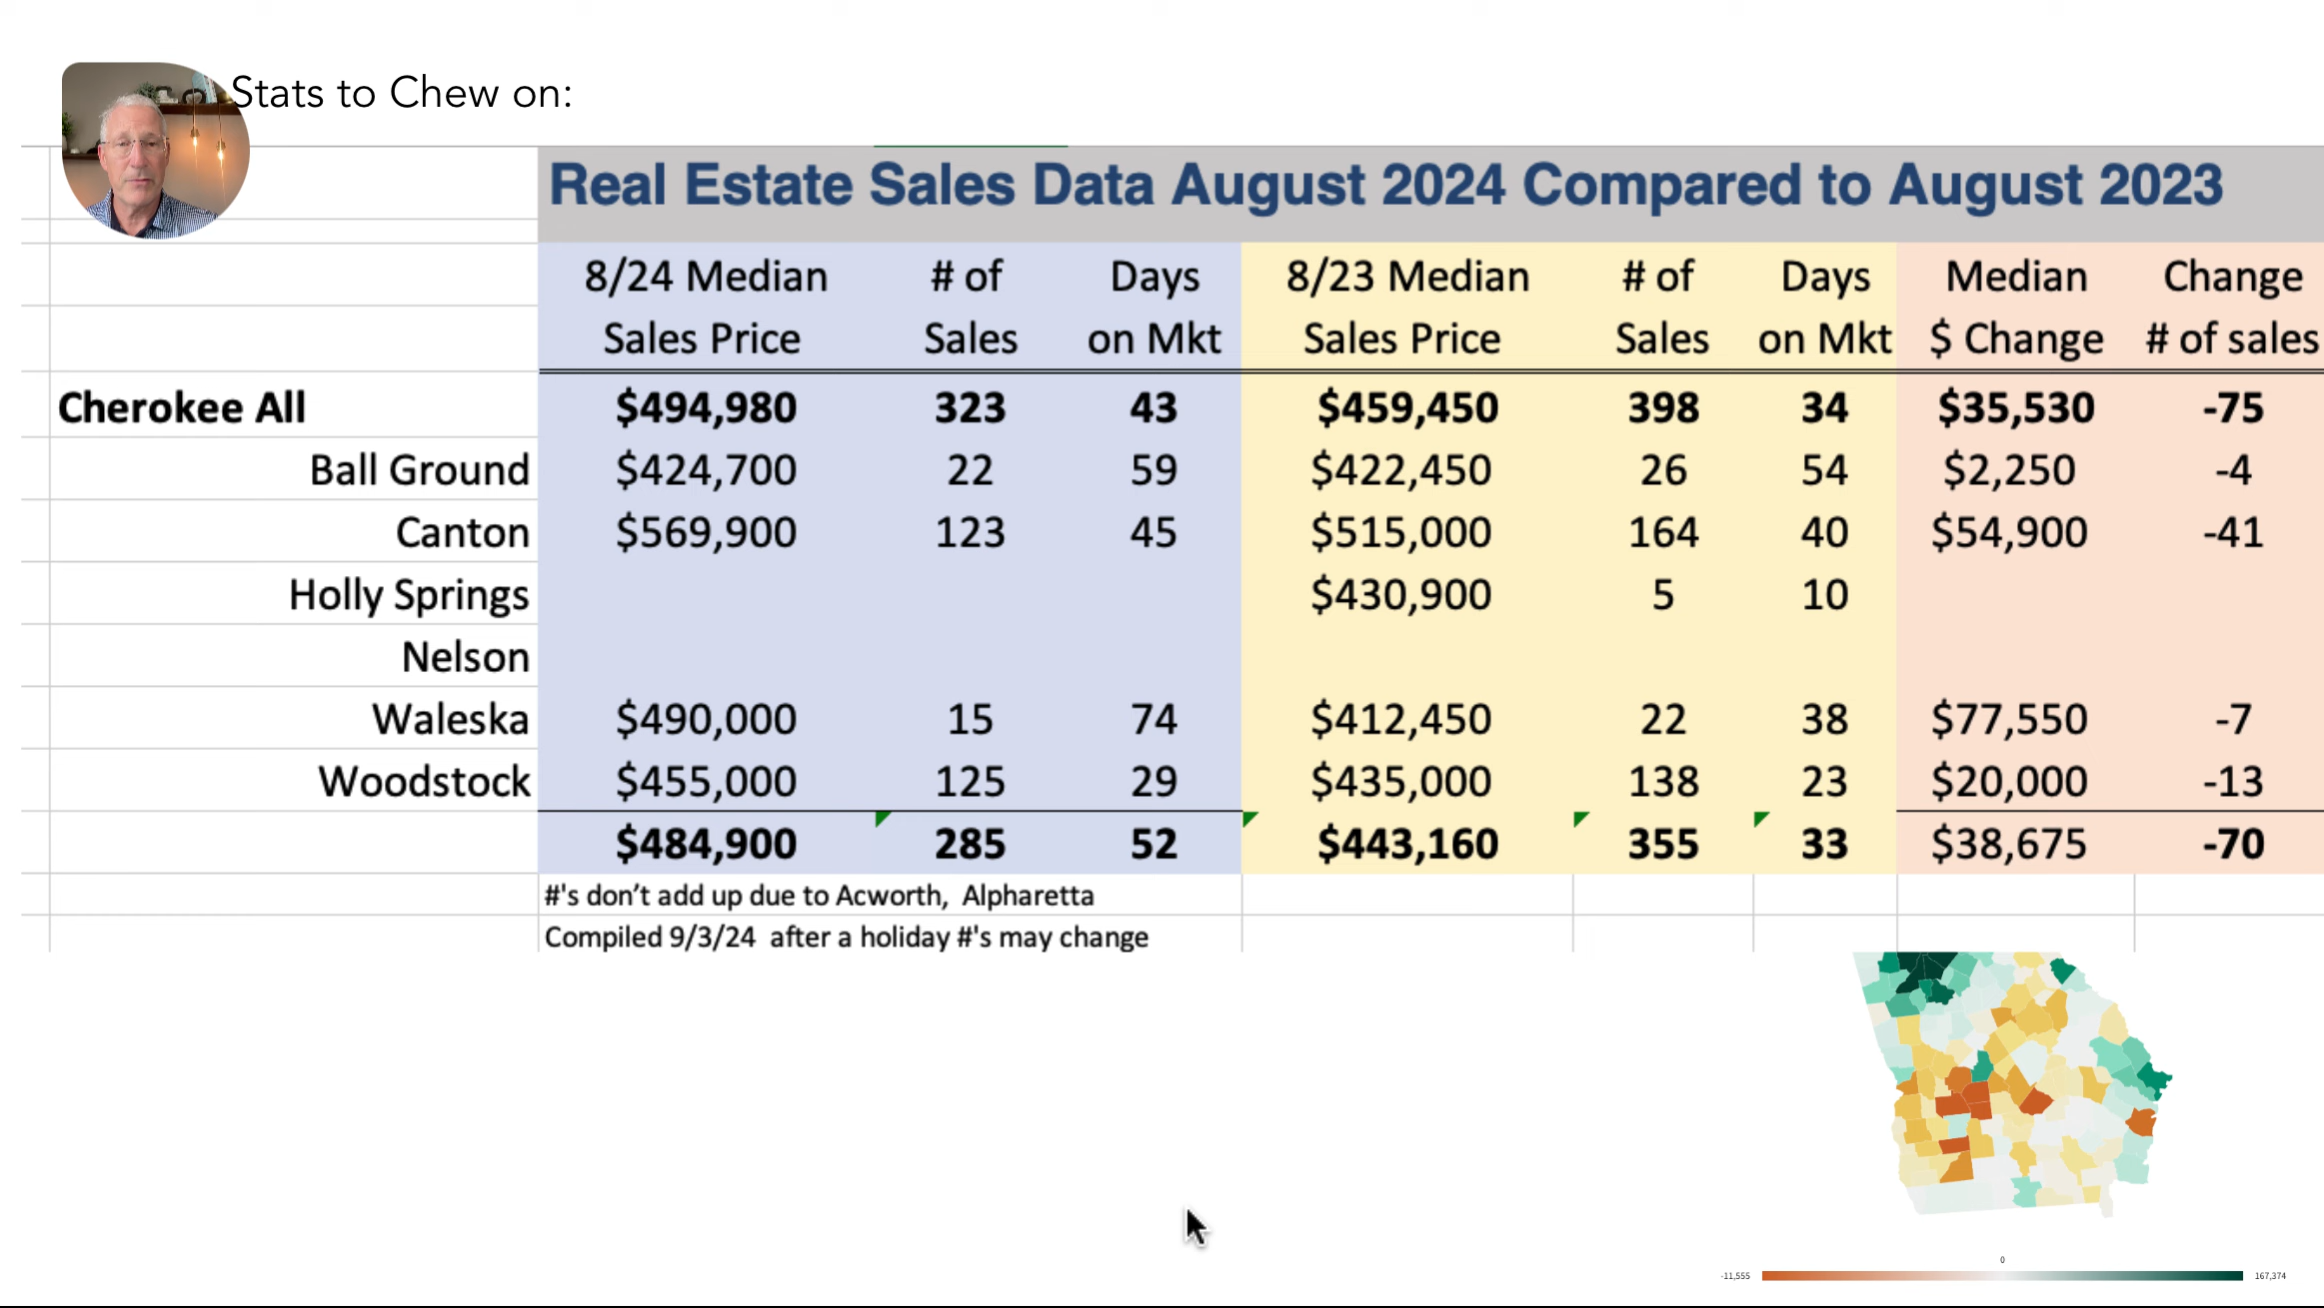 Stats to Chew on:
Real Estate Sales Data August 2024 Compared to August 2023
8/24 Median # of Days 8/23 Median # of Days Median Change
Sales Price Sales on Mkt Sales Price Sales on Mkt $ Change # of sales
Cherokee All $494,980 323 43 $459,450 398 34 $35,530 -75
Ball Ground $424,700 22 59 $422,450 26 54 $2,250 -4
Canton $569,900 123 45 $515,000 164 40 $54,900 -41
Holly Springs $430,900 5 10
Nelson
Waleska $490,000 15 74 $412,450 22 38 $77,550 -7
Woodstock $455,000 125 29 $435,000 138 23 $20,000 -13
$484,900 285 52 $443,160 355 33 $38,675 -70
#'s don’t add up due to Acworth, Alpharetta
Compiled 9/3/24 after a holiday #'s may change
0
-11,555 167,374